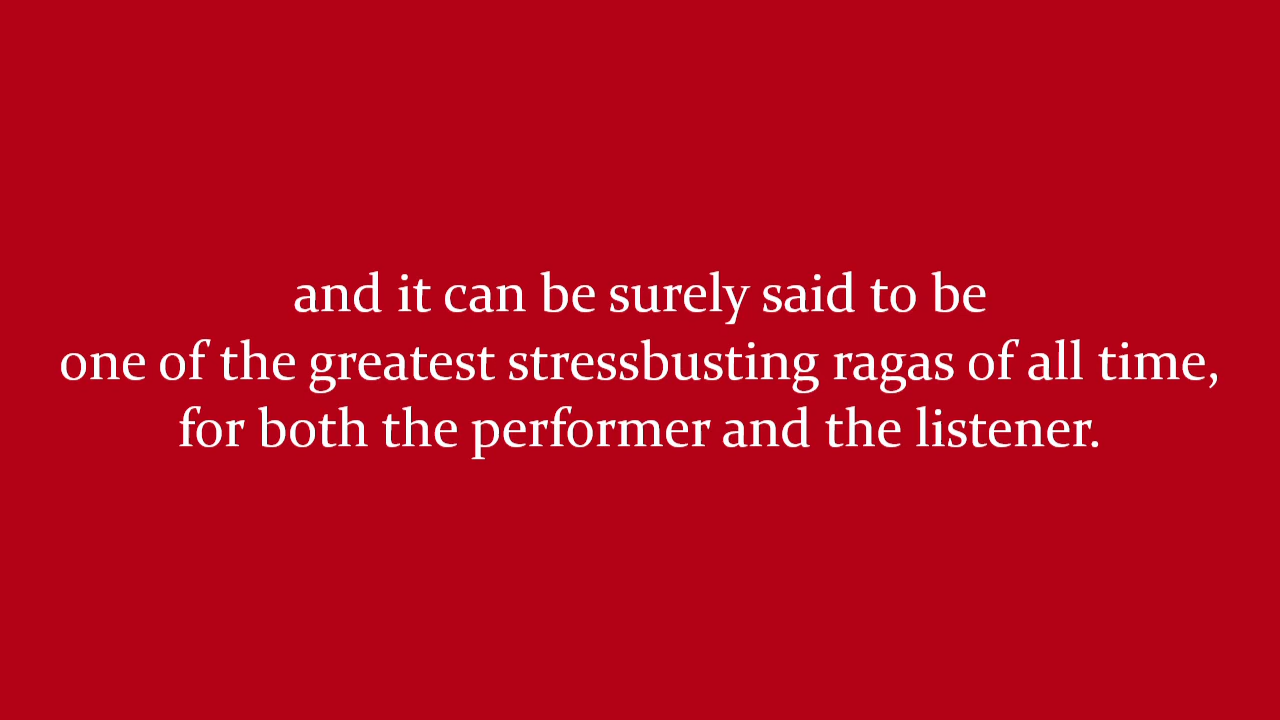 and it can be surely said to be
one of the greatest stressbusting ragas of all time,
for both the performer and the listener.